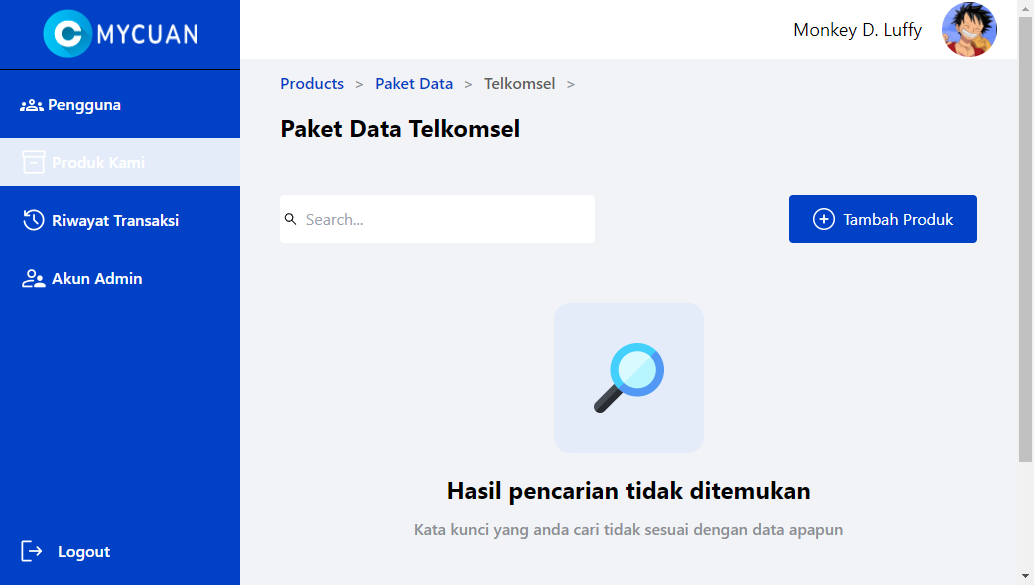 MYCUAN
Monkey D. Luffy
Pengguna
Produk Kami
Riwayat Transaksi
Akun Admin
Logout
Products > Paket Data > Telkomsel >
Paket Data Telkomsel
Search...
Tambah Produk
Hasil pencarian tidak ditemukan
Kata kunci yang anda cari tidak sesuai dengan data apapun